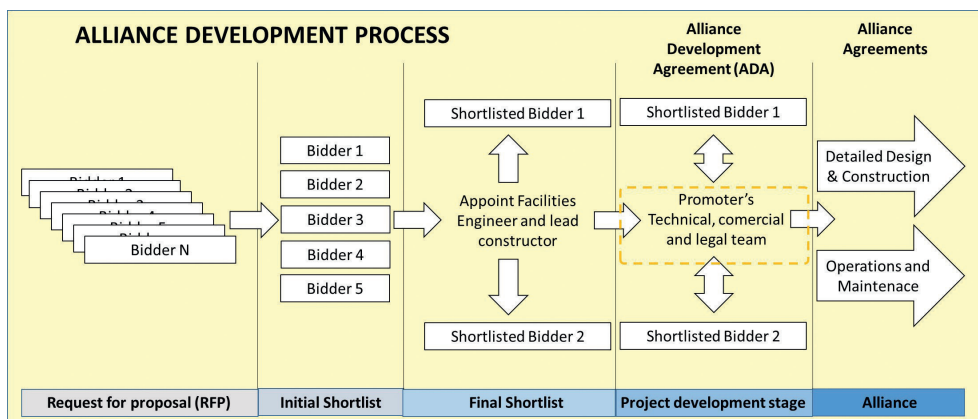 ALLIANCE DEVELOPMENT PROCESS
Alliance
Development
Agreement (ADA)
Alliance
Agreements
Bidder N
Bidder 1
Bidder 2
Bidder 3
Bidder 4
Bidder 5
Shortlisted Bidder 1
Appoint Facilities
Engineer and lead
constructor
Shortlisted Bidder 2
Shortlisted Bidder 1
Promoter's
Technical, comercial
and legal team
Shortlisted Bidder 2
Detailed Design
& Construction
Operations and
Maintenace
Request for proposal (RFP)
Initial Shortlist
Final Shortlist
Project development stage
Alliance